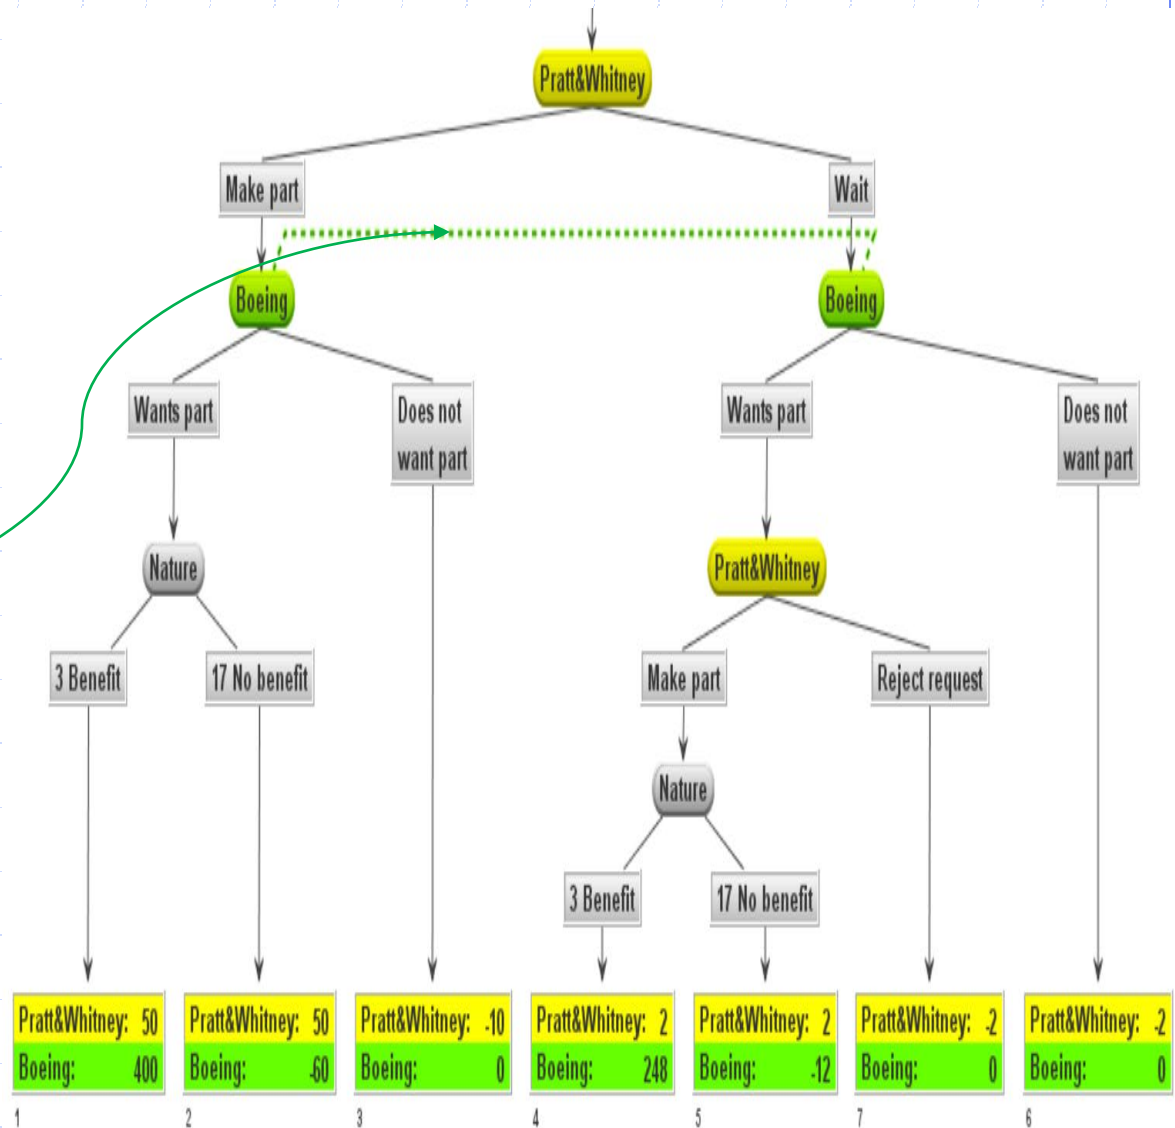 Pratt&Whitney
Make part
Wait
Boeing
Boeing
Wants part
Does not
want part
Wants part
Does not
want part
Nature
Pratt&Whitney
3 Benefit
17 No benefit
Make part
Reject request
Nature
3 Benefit
17 No benefit
Pratt&Whitney: 50
Boeing: 400
1
Pratt&Whitney: 50
Boeing: -60
2
Pratt&Whitney: -10
Boeing: 0
3
Pratt&Whitney: 2
Boeing: 248
4
Pratt&Whitney: 2
Boeing: -12
5
Pratt&Whitney: -2
Boeing: 0
7
Pratt&Whitney: -2
Boeing: 0
6